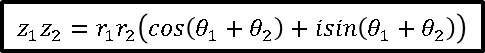 z₁z₂ = r₁r₂(cos(θ₁ + θ₂) + isin(θ₁ + θ₂))